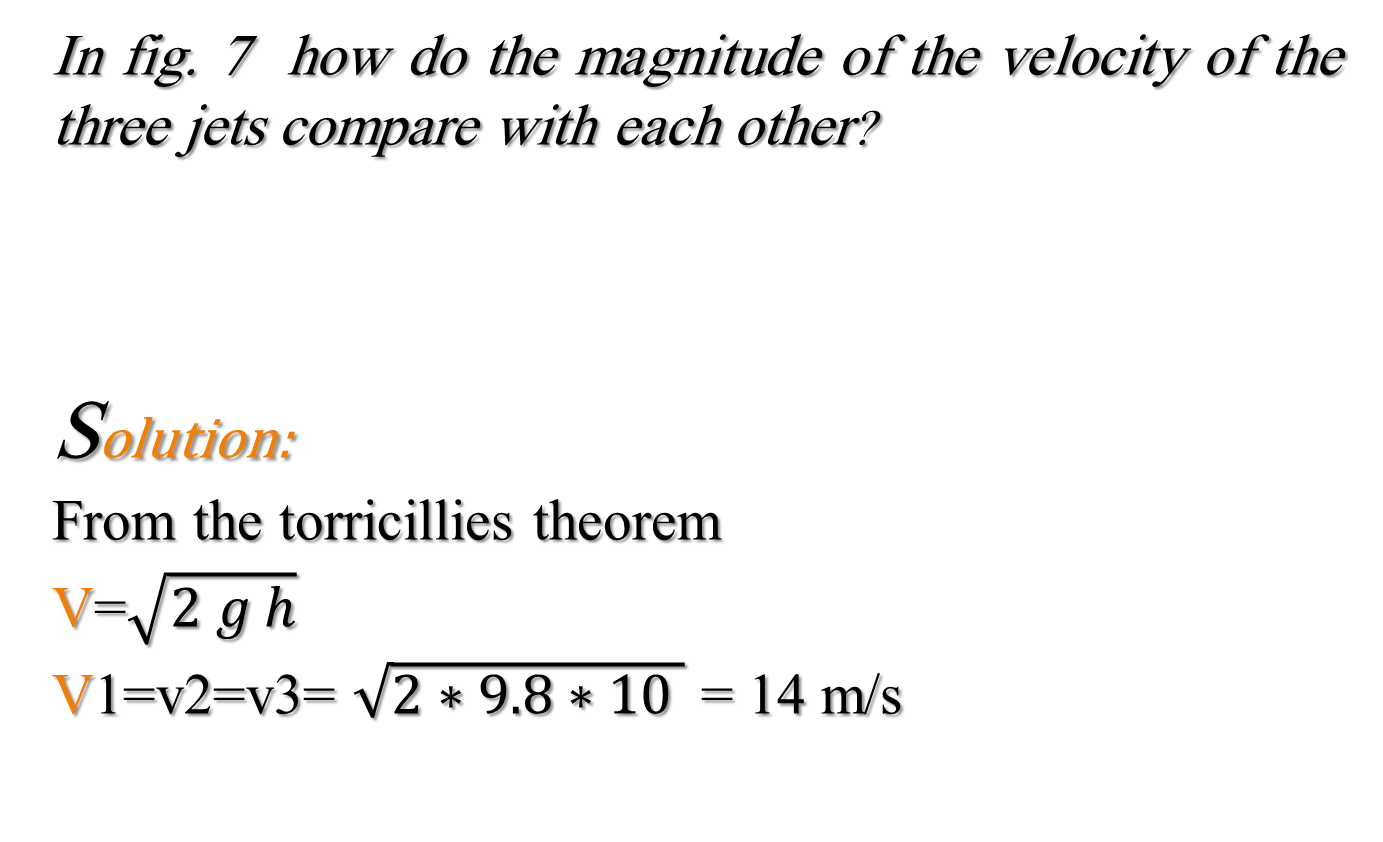 In fig. 7 how do the magnitude of the velocity of the
three jets compare with each other?
Solution:
From the torricillies theorem
V=√2 g h
V1=v2=v3= √2 * 9.8 * 10 = 14 m/s